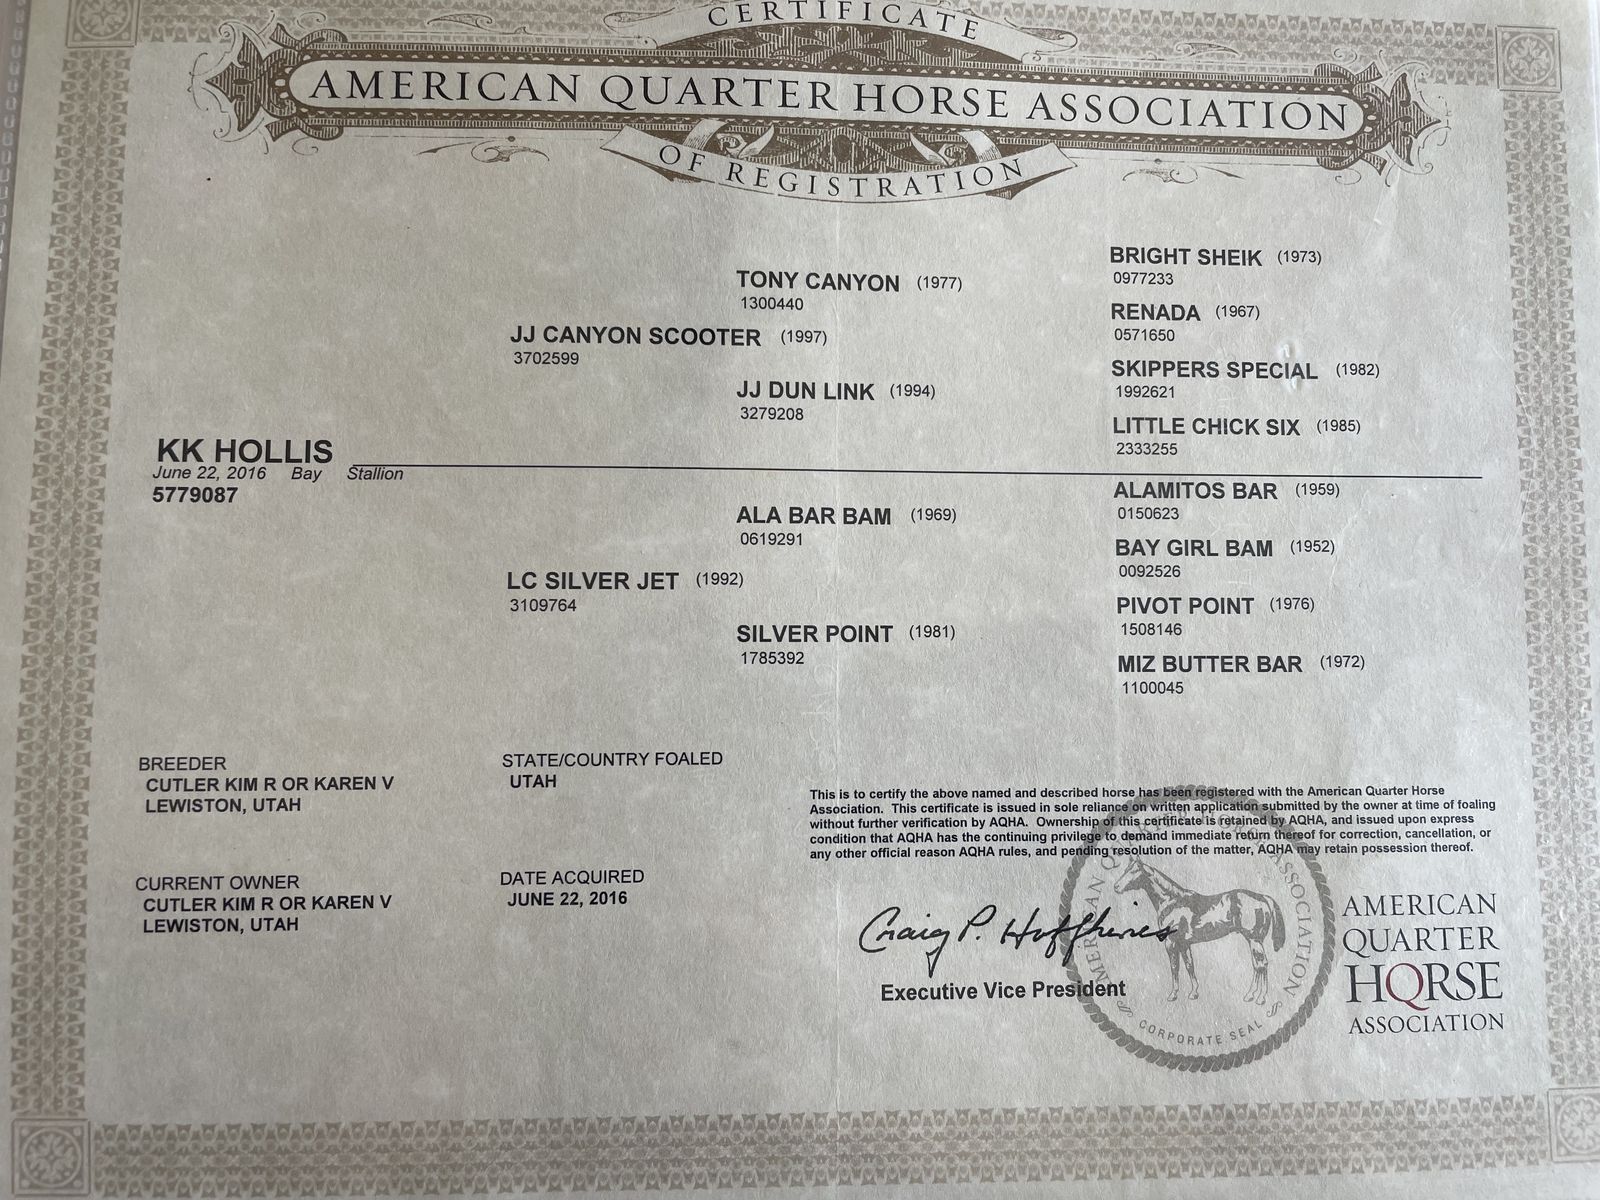 CERTIFICATE
AMERICAN QUARTER HORSE ASSOCIATION
OF REGISTRATION
BRIGHT SHEIK (1973)
0977233
TONY CANYON (1977)
1300440
RENADA (1967)
0571650
JJ CANYON SCOOTER (1997)
3702599
SKIPPERS SPECIAL (1982)
1992621
JJ DUN LINK (1994)
3279208
LITTLE CHICK SIX (1985)
2333255
KK HOLLIS
June 22, 2016 Bay Stallion
5779087
ALAMITOS BAR (1959)
0150623
ALA BAR BAM (1969)
0619291
BAY GIRL BAM (1952)
0092526
LC SILVER JET (1992)
3109764
PIVOT POINT (1976)
1508146
SILVER POINT (1981)
1785392
MIZ BUTTER BAR (1972)
1100045
BREEDER
CUTLER KIM R OR KAREN V
LEWISTON, UTAH
STATE/COUNTRY FOALED
UTAH
CURRENT OWNER
CUTLER KIM R OR KAREN V
LEWISTON, UTAH
DATE ACQUIRED
JUNE 22, 2016
This is to certify the above named and described horse has been registered with the American Quarter Horse
Association. This certificate is issued in sole reliance on written application submitted by the owner at time of foaling
without further verification by AQHA. Ownership of this certificate is retained by AQHA, and issued upon express
condition that AQHA has the continuing privilege to demand immediate return thereof for correction, cancellation, or
any other official reason AQHA rules, and pending resolution of the matter, AQHA may retain possession thereof.
Craig P. Huffhines
Executive Vice President
AMERICAN QUARTER HORSE ASSOCIATION
CORPORATE SEAL
AMERICAN
QUARTER
HORSE
ASSOCIATION